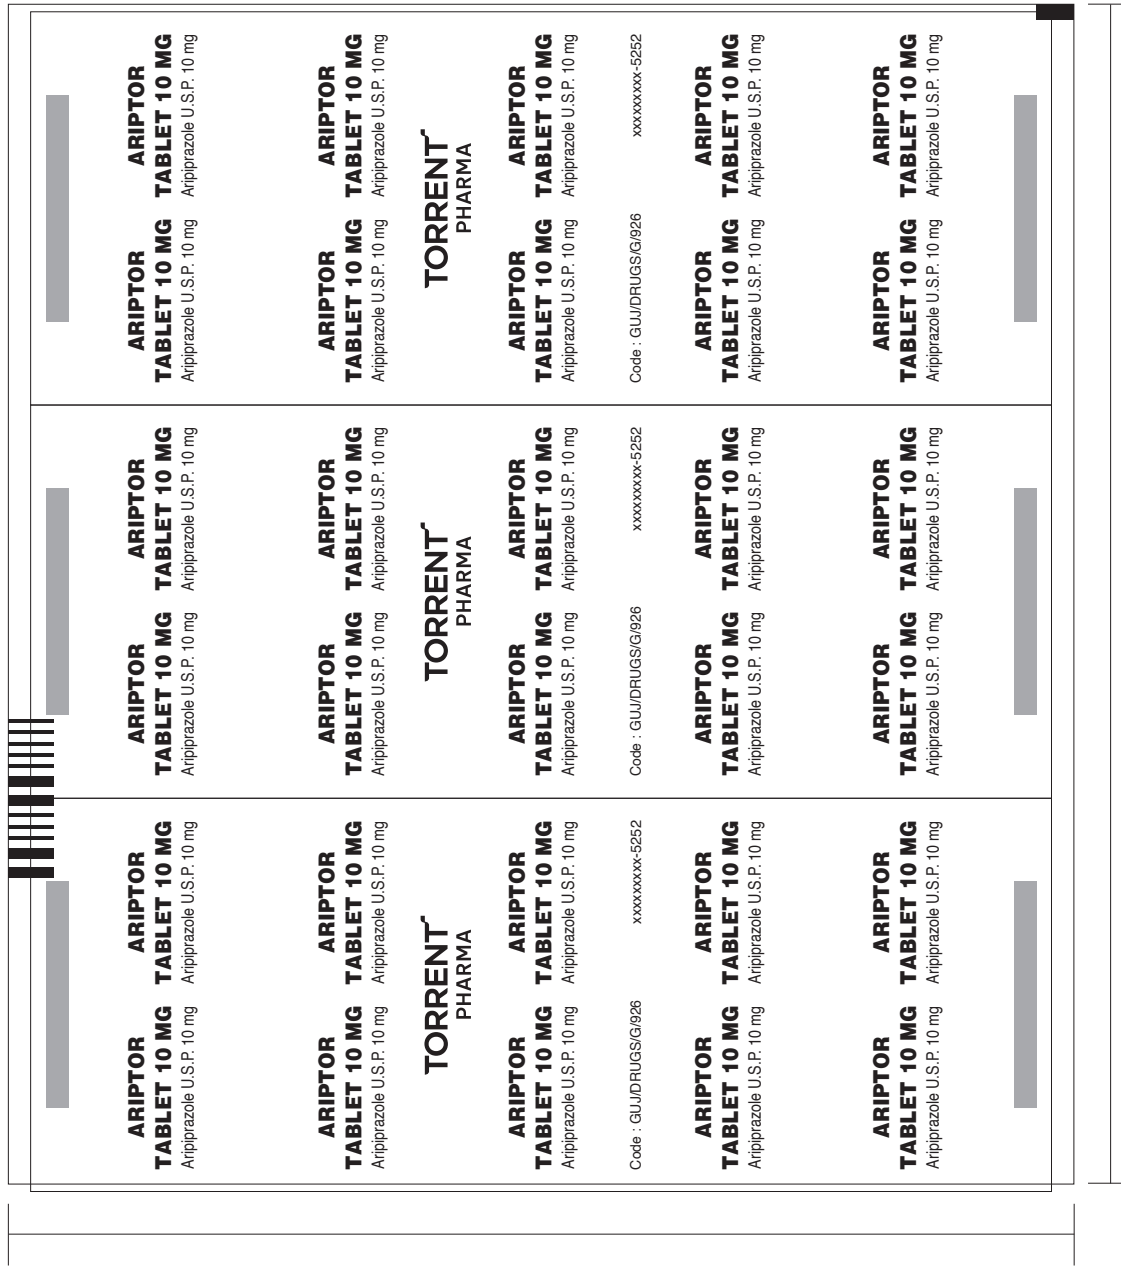 ARIPTOR
TABLET 10 MG
Aripiprazole U.S.P. 10 mg
ARIPTOR
TABLET 10 MG
Aripiprazole U.S.P. 10 mg
ARIPTOR
TABLET 10 MG
Aripiprazole U.S.P. 10 mg
ARIPTOR
TABLET 10 MG
Aripiprazole U.S.P. 10 mg
TORRENT
PHARMA
ARIPTOR
TABLET 10 MG
Aripiprazole U.S.P. 10 mg
ARIPTOR
TABLET 10 MG
Aripiprazole U.S.P. 10 mg
Code : GUJ/DRUGS/G/926
xxxxxxxxx-5252
ARIPTOR
TABLET 10 MG
Aripiprazole U.S.P. 10 mg
ARIPTOR
TABLET 10 MG
Aripiprazole U.S.P. 10 mg
ARIPTOR
TABLET 10 MG
Aripiprazole U.S.P. 10 mg
ARIPTOR
TABLET 10 MG
Aripiprazole U.S.P. 10 mg
ARIPTOR
TABLET 10 MG
Aripiprazole U.S.P. 10 mg
ARIPTOR
TABLET 10 MG
Aripiprazole U.S.P. 10 mg
ARIPTOR
TABLET 10 MG
Aripiprazole U.S.P. 10 mg
ARIPTOR
TABLET 10 MG
Aripiprazole U.S.P. 10 mg
TORRENT
PHARMA
ARIPTOR
TABLET 10 MG
Aripiprazole U.S.P. 10 mg
ARIPTOR
TABLET 10 MG
Aripiprazole U.S.P. 10 mg
Code : GUJ/DRUGS/G/926
xxxxxxxxx-5252
ARIPTOR
TABLET 10 MG
Aripiprazole U.S.P. 10 mg
ARIPTOR
TABLET 10 MG
Aripiprazole U.S.P. 10 mg
ARIPTOR
TABLET 10 MG
Aripiprazole U.S.P. 10 mg
ARIPTOR
TABLET 10 MG
Aripiprazole U.S.P. 10 mg
ARIPTOR
TABLET 10 MG
Aripiprazole U.S.P. 10 mg
ARIPTOR
TABLET 10 MG
Aripiprazole U.S.P. 10 mg
ARIPTOR
TABLET 10 MG
Aripiprazole U.S.P. 10 mg
ARIPTOR
TABLET 10 MG
Aripiprazole U.S.P. 10 mg
TORRENT
PHARMA
ARIPTOR
TABLET 10 MG
Aripiprazole U.S.P. 10 mg
ARIPTOR
TABLET 10 MG
Aripiprazole U.S.P. 10 mg
Code : GUJ/DRUGS/G/926
xxxxxxxxx-5252
ARIPTOR
TABLET 10 MG
Aripiprazole U.S.P. 10 mg
ARIPTOR
TABLET 10 MG
Aripiprazole U.S.P. 10 mg
ARIPTOR
TABLET 10 MG
Aripiprazole U.S.P. 10 mg
ARIPTOR
TABLET 10 MG
Aripiprazole U.S.P. 10 mg